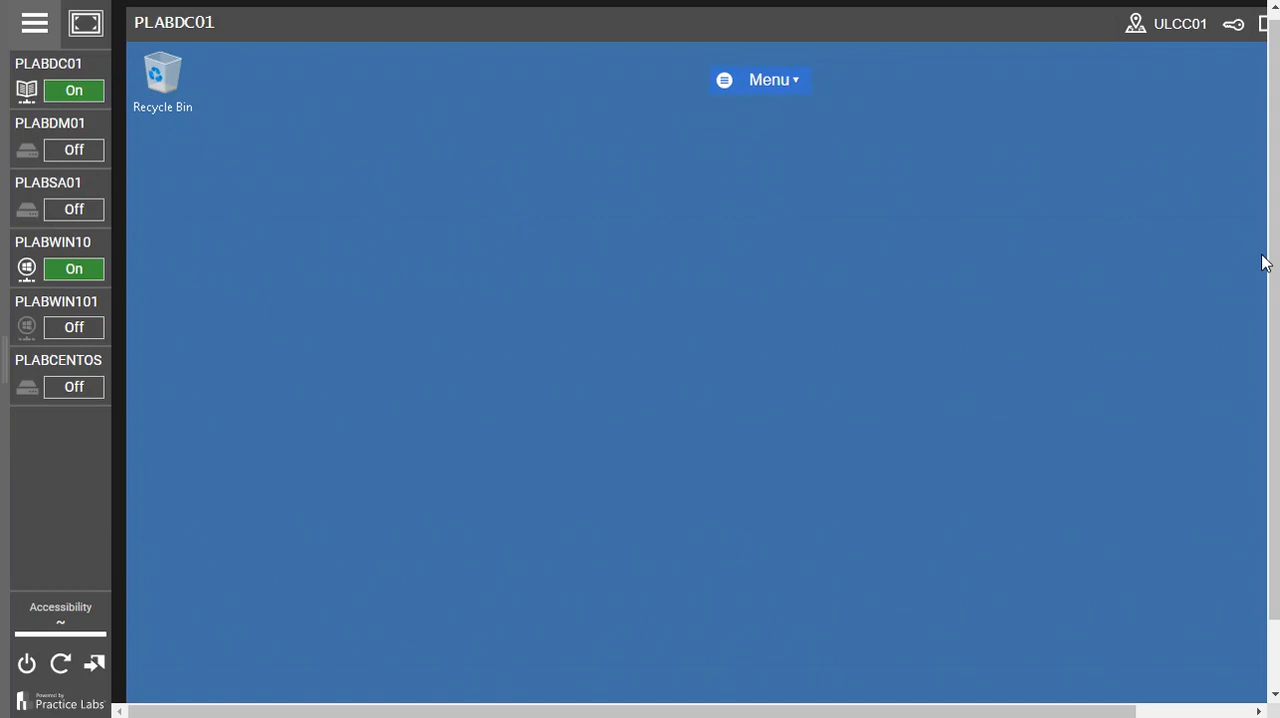 PLABDC01
ULCC01
PLABDC01
On
PLABDM01
Off
PLABSA01
Off
PLABWIN10
On
PLABWIN101
Off
PLABCENTOS
Off
Recycle Bin
Menu
Accessibility
~
Powered by
Practice Labs